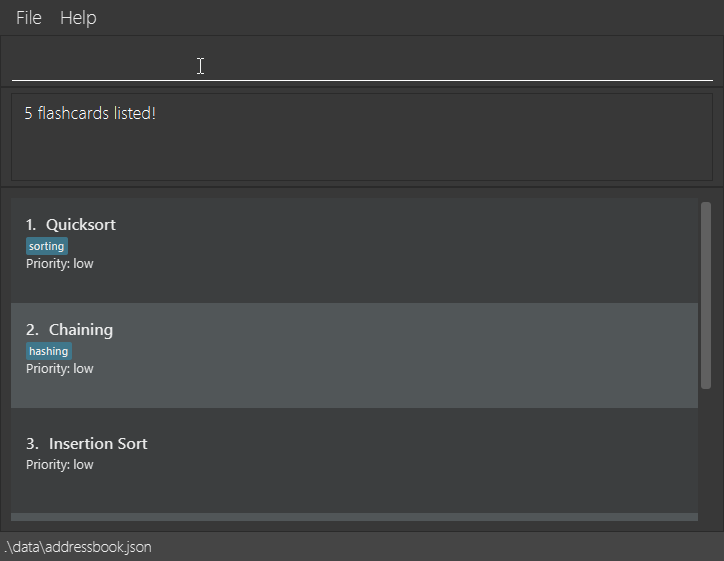 File Help
5 flashcards listed!
1. Quicksort
sorting
Priority: low
2. Chaining
hashing
Priority: low
3. Insertion Sort
Priority: low
.\data\addressbook.json